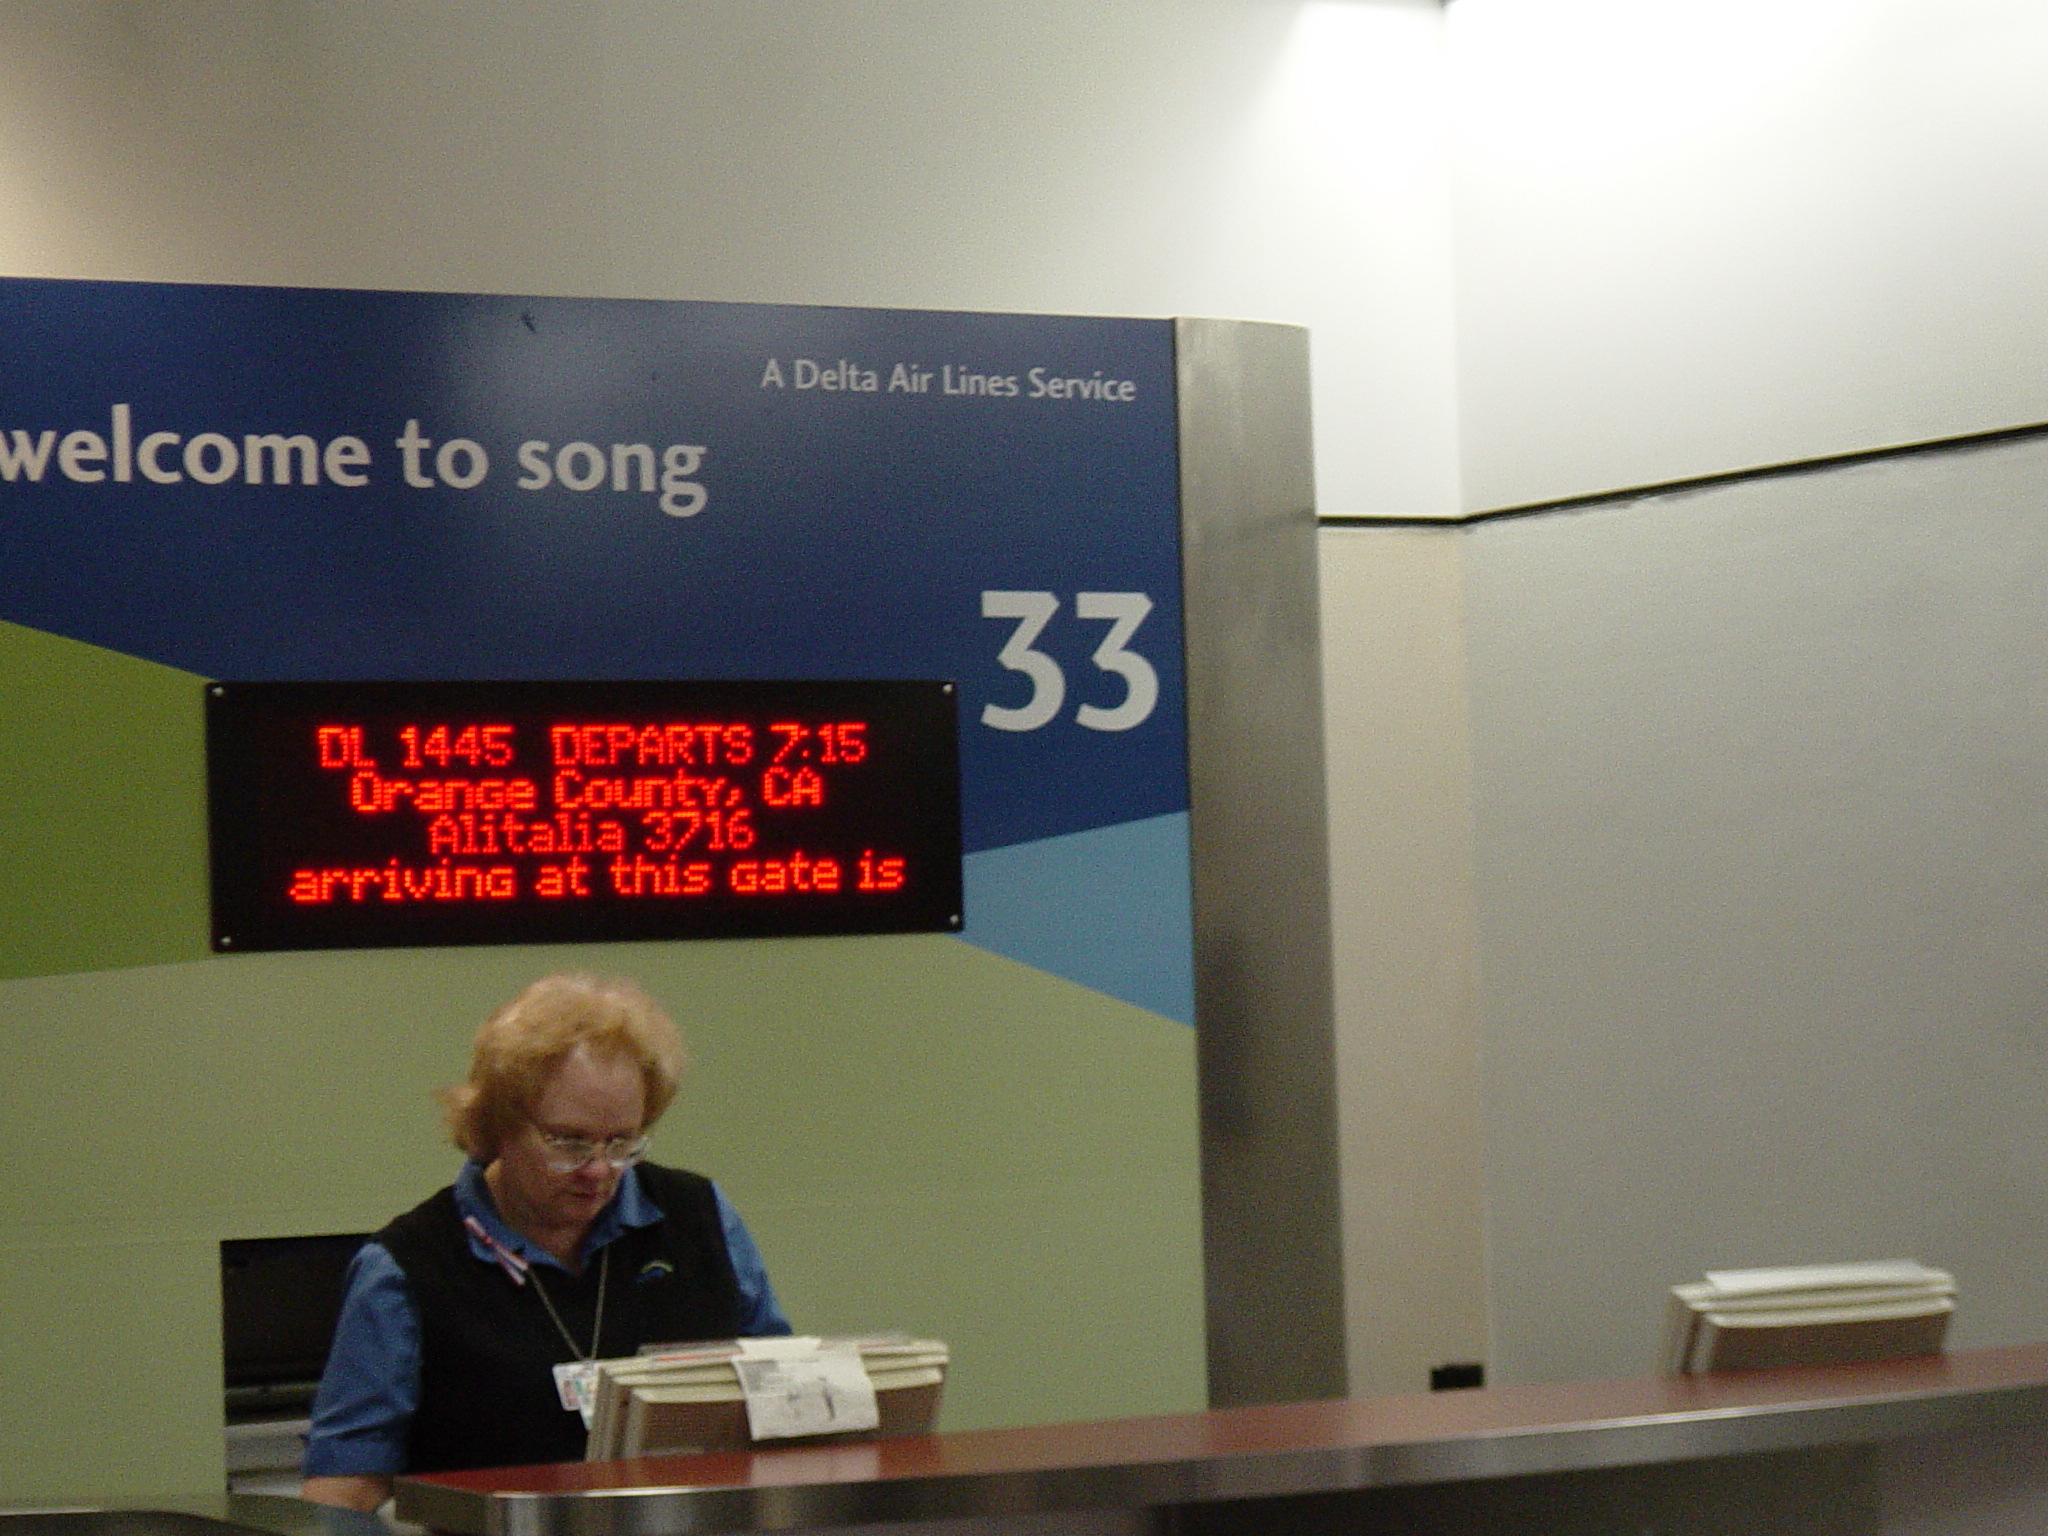 A Delta Air Lines Service
welcome to song
33
DL 1445 DEPARTS 7:15
Orange County, CA
Alitalia 3716
arriving at this gate is